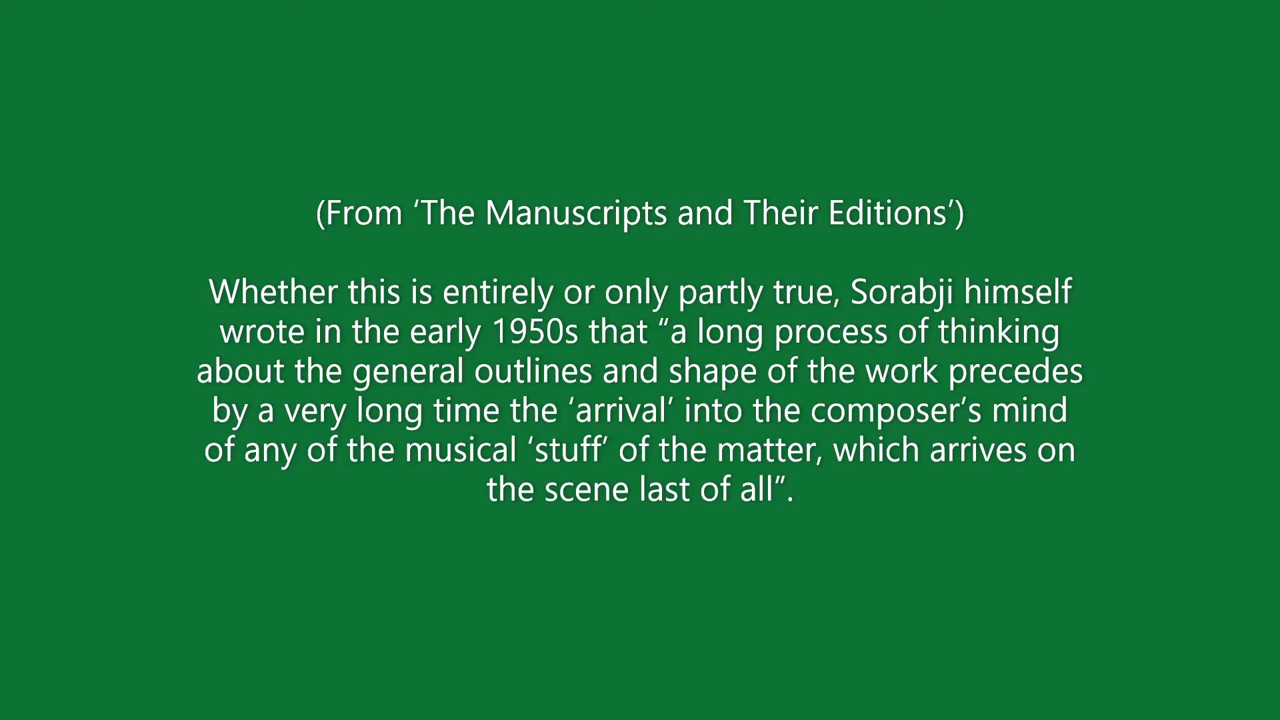 (From ‘The Manuscripts and Their Editions’)
Whether this is entirely or only partly true, Sorabji himself
wrote in the early 1950s that “a long process of thinking
about the general outlines and shape of the work precedes
by a very long time the ‘arrival’ into the composer’s mind
of any of the musical ‘stuff’ of the matter, which arrives on
the scene last of all”.